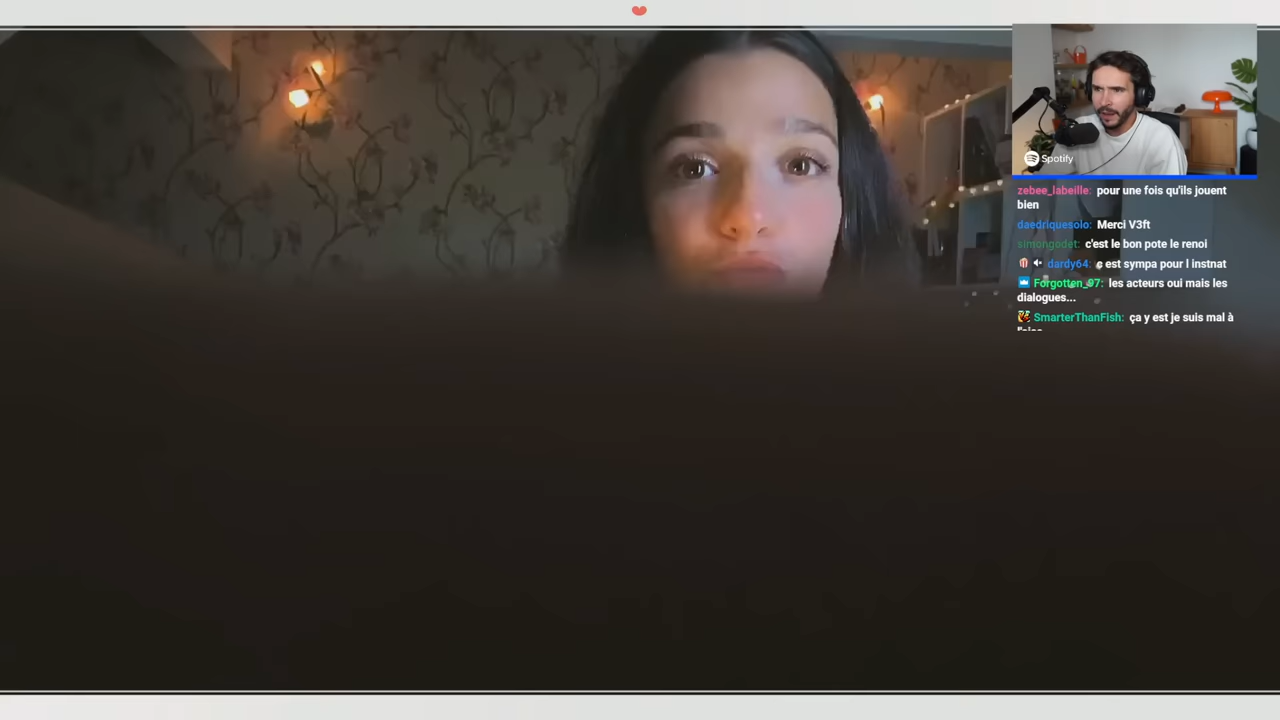 Spotify
zebee_labeille: pour une fois qu'ils jouent
bien
daedriquesolo: Merci V3ft
simongodet: c'est le bon pote le renoi
dardy64: c est sympa pour l instnat
Forgotten_97: les acteurs oui mais les
dialogues...
SmarterThanFish: ça y est je suis mal à